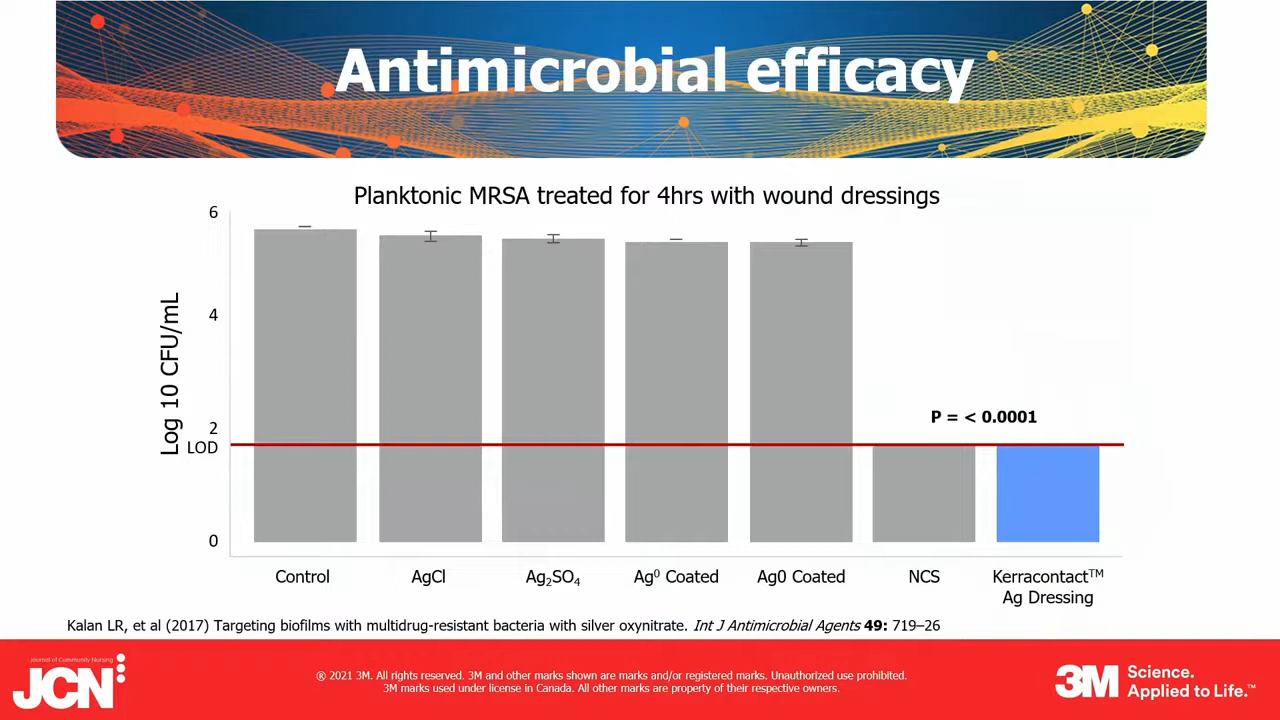 Antimicrobial efficacy
Planktonic MRSA treated for 4hrs with wound dressings
6
4
2
LOD
0
Log 10 CFU/mL
P = < 0.0001
Control
AgCl
Ag₂SO₄
Ag⁰ Coated
Ag0 Coated
NCS
Kerracontact™
Ag Dressing
Kalan LR, et al (2017) Targeting biofilms with multidrug-resistant bacteria with silver oxynitrate. Int J Antimicrobial Agents 49: 719–26
Journal of Community Nursing
JCN
® 2021 3M. All rights reserved. 3M and other marks shown are marks and/or registered marks. Unauthorized use prohibited.
3M marks used under license in Canada. All other marks are property of their respective owners.
3M
Science.
Applied to Life.™